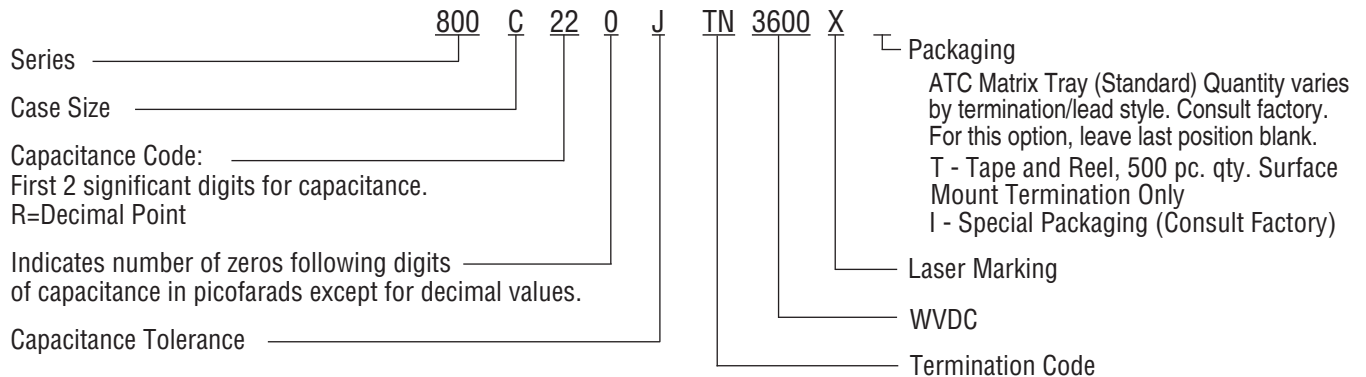 800 C 22 0 J TN 3600 X
Series
Case Size
Capacitance Code:
First 2 significant digits for capacitance.
R=Decimal Point
Indicates number of zeros following digits
of capacitance in picofarads except for decimal values.
Capacitance Tolerance
Packaging
ATC Matrix Tray (Standard) Quantity varies
by termination/lead style. Consult factory.
For this option, leave last position blank.
T - Tape and Reel, 500 pc. qty. Surface
Mount Termination Only
I - Special Packaging (Consult Factory)
Laser Marking
WVDC
Termination Code